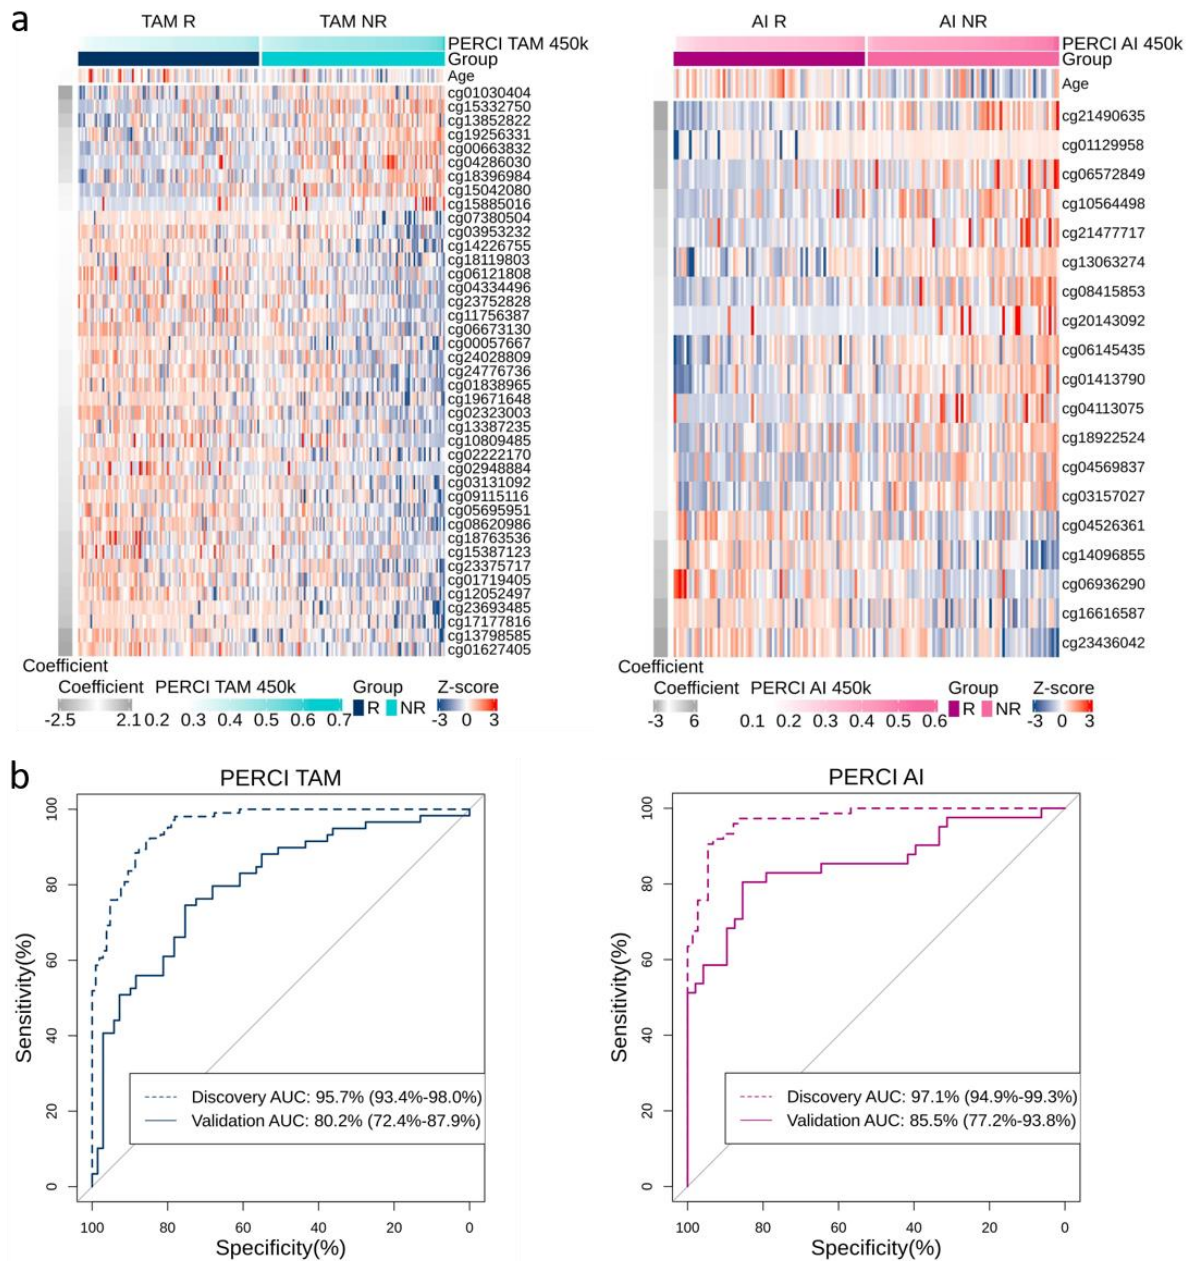 a
TAM R TAM NR
PERCI TAM 450k
Group
Age
cg01030404
cg15332750
cg13852822
cg19256331
cg00663832
cg04286030
cg18396984
cg15042080
cg15885016
cg07380504
cg03953232
cg14226755
cg18119803
cg06121808
cg04334496
cg23752828
cg11756387
cg06673130
cg00057667
cg24028809
cg24776736
cg01838965
cg19671648
cg02323003
cg13387235
cg10809485
cg02222170
cg02948884
cg03131092
cg09115116
cg05695951
cg08620986
cg18763536
cg15387123
cg23375717
cg01719405
cg12052497
cg23693485
cg17177816
cg13798585
cg01627405
Coefficient
Coefficient PERCI TAM 450k Group Z-score
-2.5 2.1 0.2 0.3 0.4 0.5 0.6 0.7 R NR -3 0 3
AI R AI NR
PERCI AI 450k
Group
Age
cg21490635
cg01129958
cg06572849
cg10564498
cg21477717
cg13063274
cg08415853
cg20143092
cg06145435
cg01413790
cg04113075
cg18922524
cg04569837
cg03157027
cg04526361
cg14096855
cg06936290
cg16616587
cg23436042
Coefficient
Coefficient PERCI AI 450k Group Z-score
-3 6 0.1 0.2 0.3 0.4 0.5 0.6 R NR -3 0 3
b
PERCI TAM
Sensitivity(%)
100
80
60
40
20
0
Discovery AUC: 95.7% (93.4%-98.0%)
Validation AUC: 80.2% (72.4%-87.9%)
100 80 60 40 20 0
Specificity(%)
PERCI AI
Sensitivity(%)
100
80
60
40
20
0
Discovery AUC: 97.1% (94.9%-99.3%)
Validation AUC: 85.5% (77.2%-93.8%)
100 80 60 40 20 0
Specificity(%)